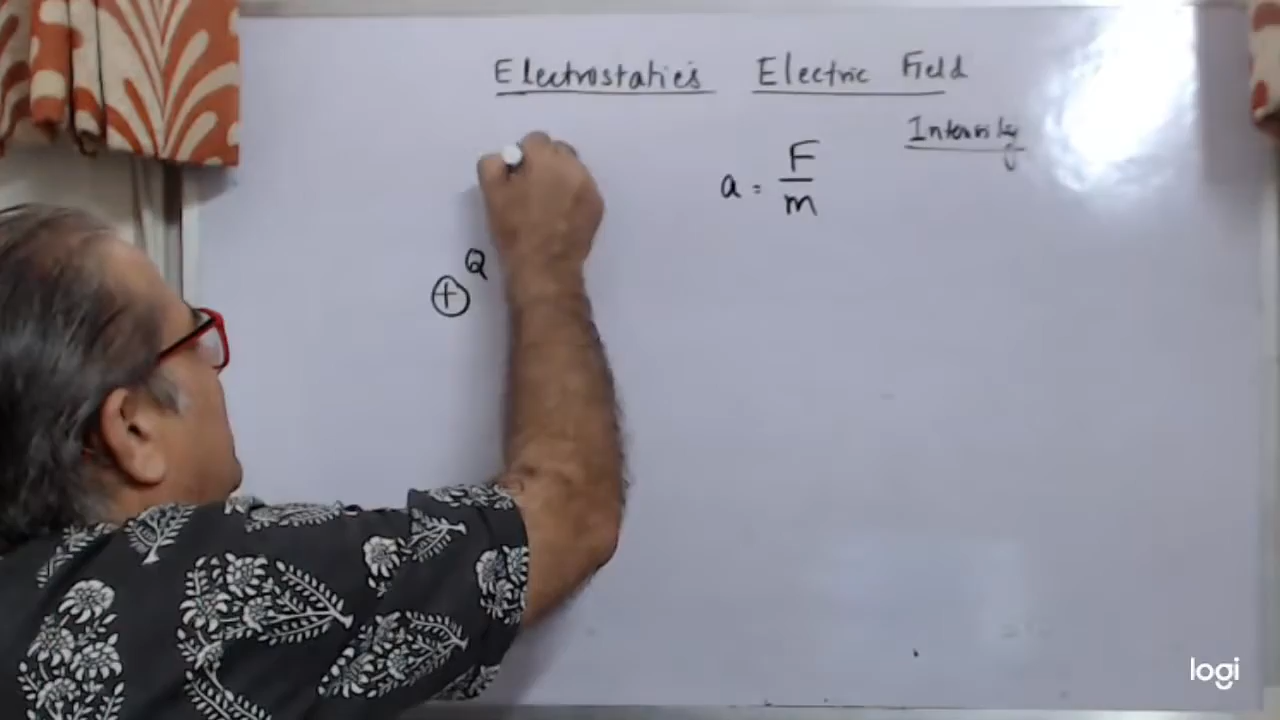 Electrostatics Electric Field
Intensity
a = F/m
Q
+
logi